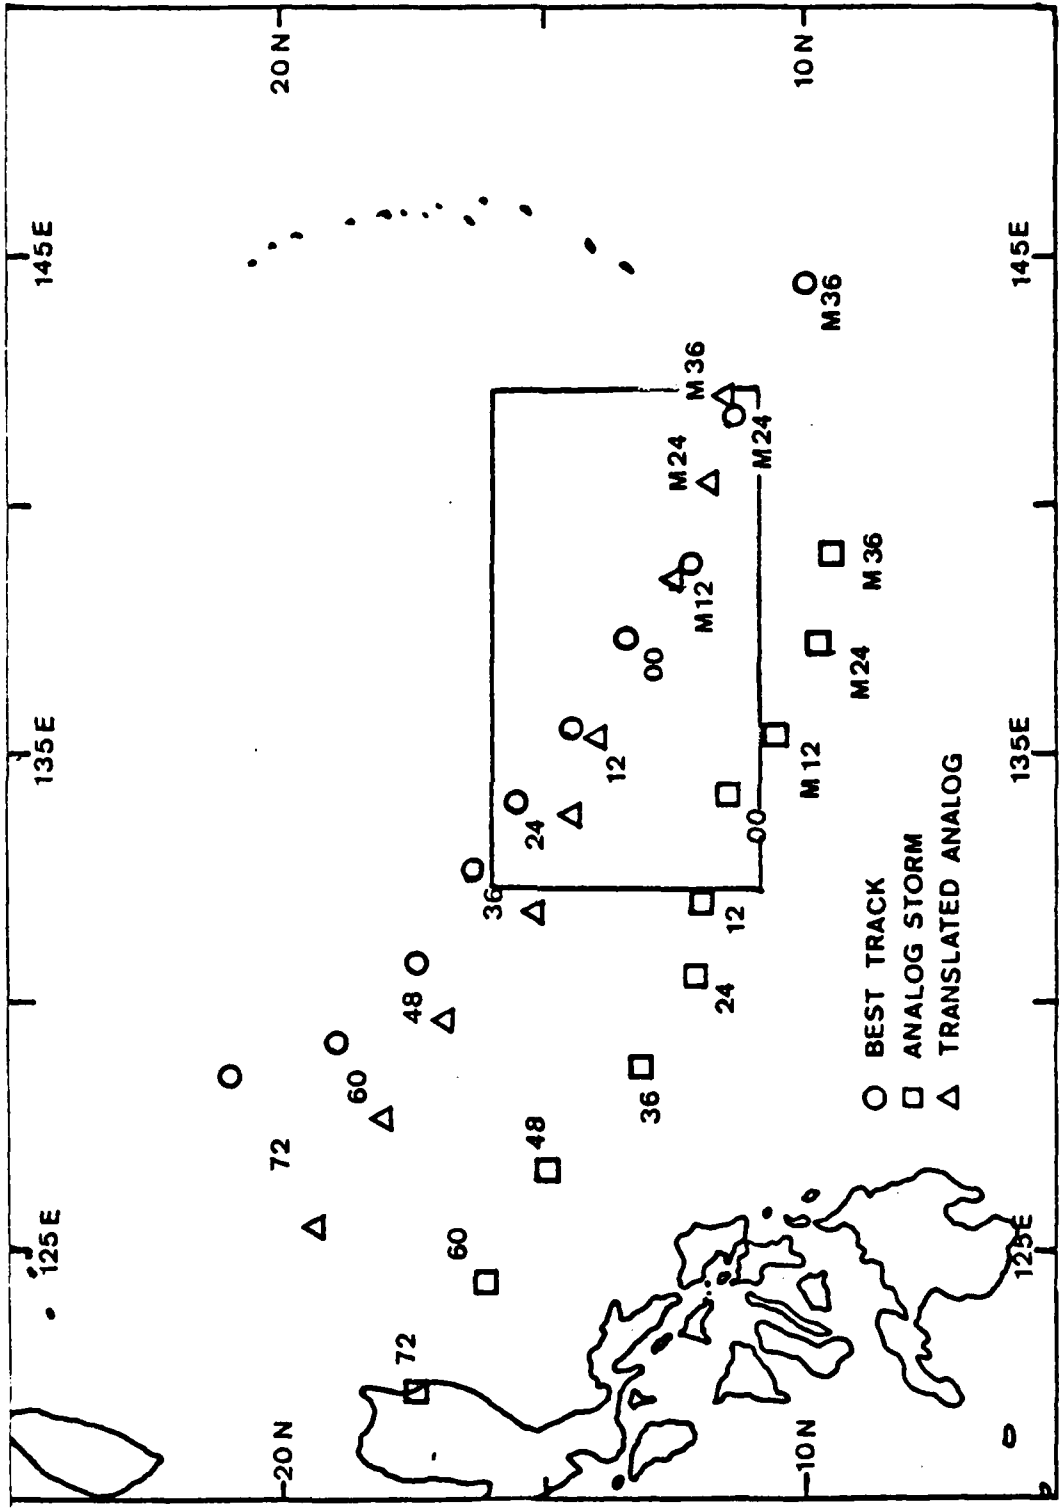 125E
135E
145E
20N
20N
72
60
48
36
24
12
00
M12
M24
M36
M24
M36
72
60
48
36
24
12
00
M12
M24
M36
10N
10N
○ BEST TRACK
□ ANALOG STORM
△ TRANSLATED ANALOG
125E
135E
145E